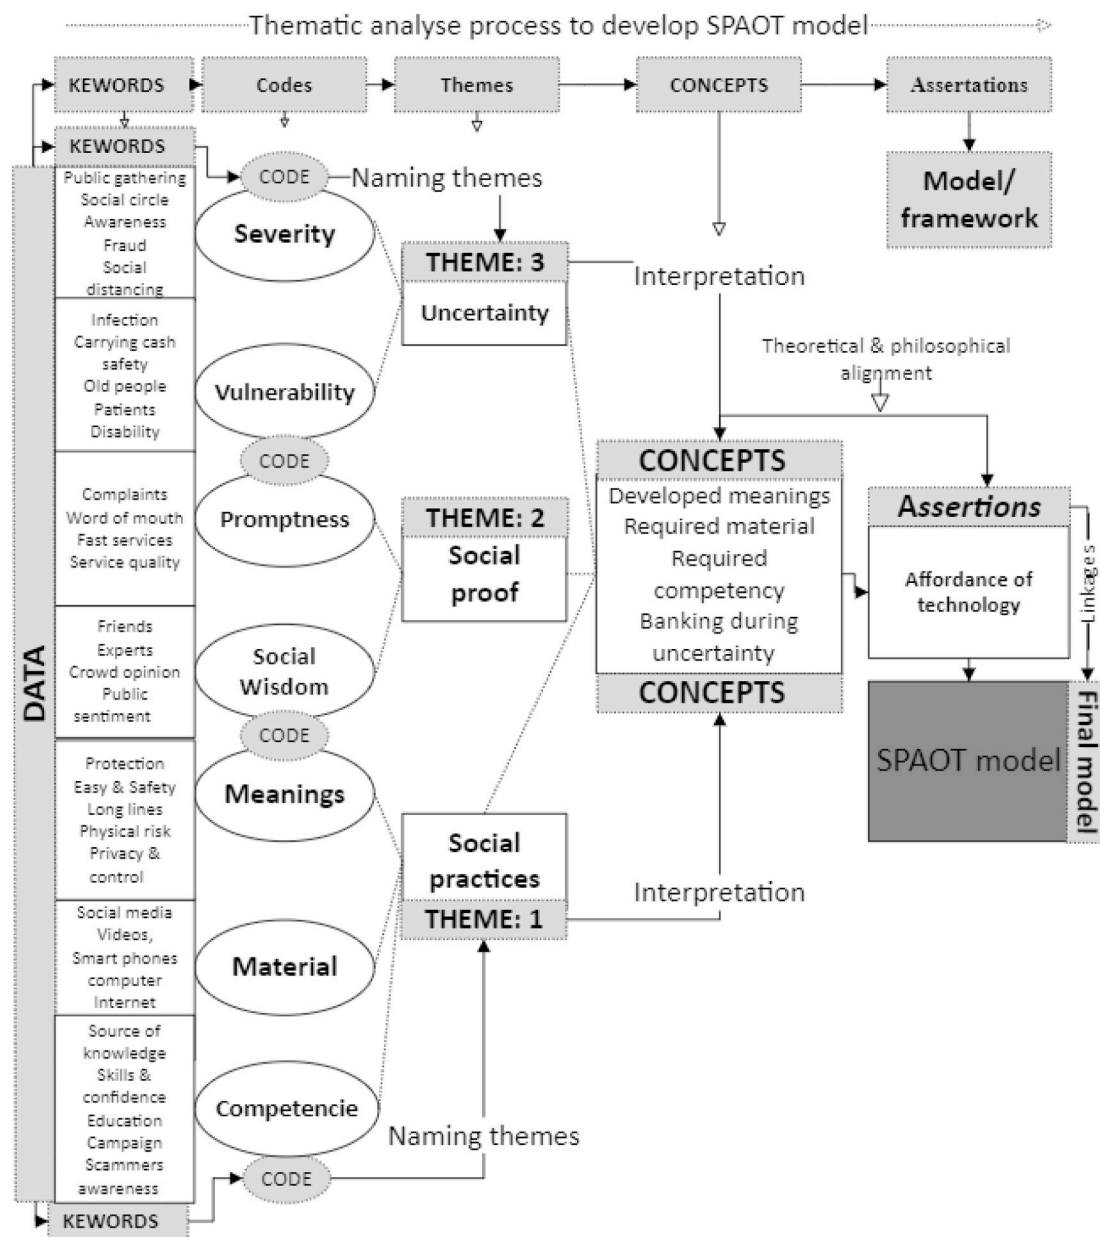 Thematic analyse process to develop SPAOT model
KEWORDS
Codes
Themes
CONCEPTS
Assertations
KEWORDS
Public gathering
Social circle
Awareness
Fraud
Social
distancing
Infection
Carrying cash
safety
Old people
Patients
Disability
Complaints
Word of mouth
Fast services
Service quality
Friends
Experts
Crowd opinion
Public
sentiment
Protection
Easy & Safety
Long lines
Physical risk
Privacy &
control
Social media
Videos,
Smart phones
computer
Internet
Source of
knowledge
Skills &
confidence
Education
Campaign
Scammers
awareness
KEWORDS
DATA
CODE
Severity
Vulnerability
CODE
Promptness
Social
Wisdom
CODE
Meanings
Material
Competencie
CODE
Naming themes
THEME: 3
Uncertainty
THEME: 2
Social
proof
Social
practices
THEME: 1
Naming themes
Interpretation
CONCEPTS
Developed meanings
Required material
Required
competency
Banking during
uncertainty
CONCEPTS
Interpretation
Model/
framework
Theoretical & philosophical
alignment
Assertions
Affordance of
technology
Linkages
SPAOT model
Final model